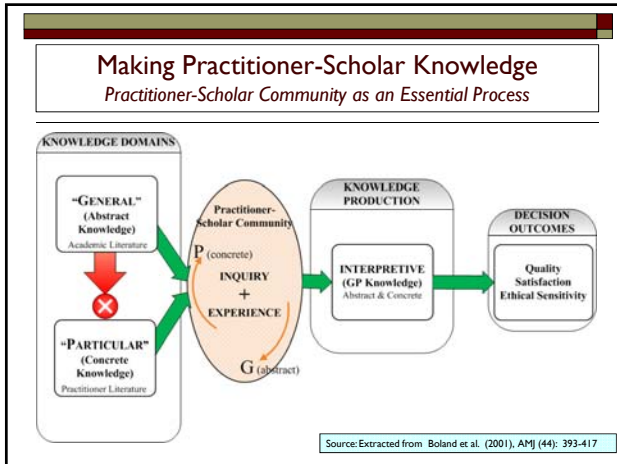 Making Practitioner-Scholar Knowledge
Practitioner-Scholar Community as an Essential Process
KNOWLEDGE DOMAINS
"GENERAL"
(Abstract
Knowledge)
Academic Literature
"PARTICULAR"
(Concrete
Knowledge)
Practitioner Literature
Practitioner-
Scholar Community
P (concrete)
INQUIRY
+
EXPERIENCE
G (abstract)
KNOWLEDGE
PRODUCTION
INTERPRETIVE
(GP Knowledge)
Abstract & Concrete
DECISION
OUTCOMES
Quality
Satisfaction
Ethical Sensitivity
Source: Extracted from Boland et al. (2001), AMJ (44): 393-417